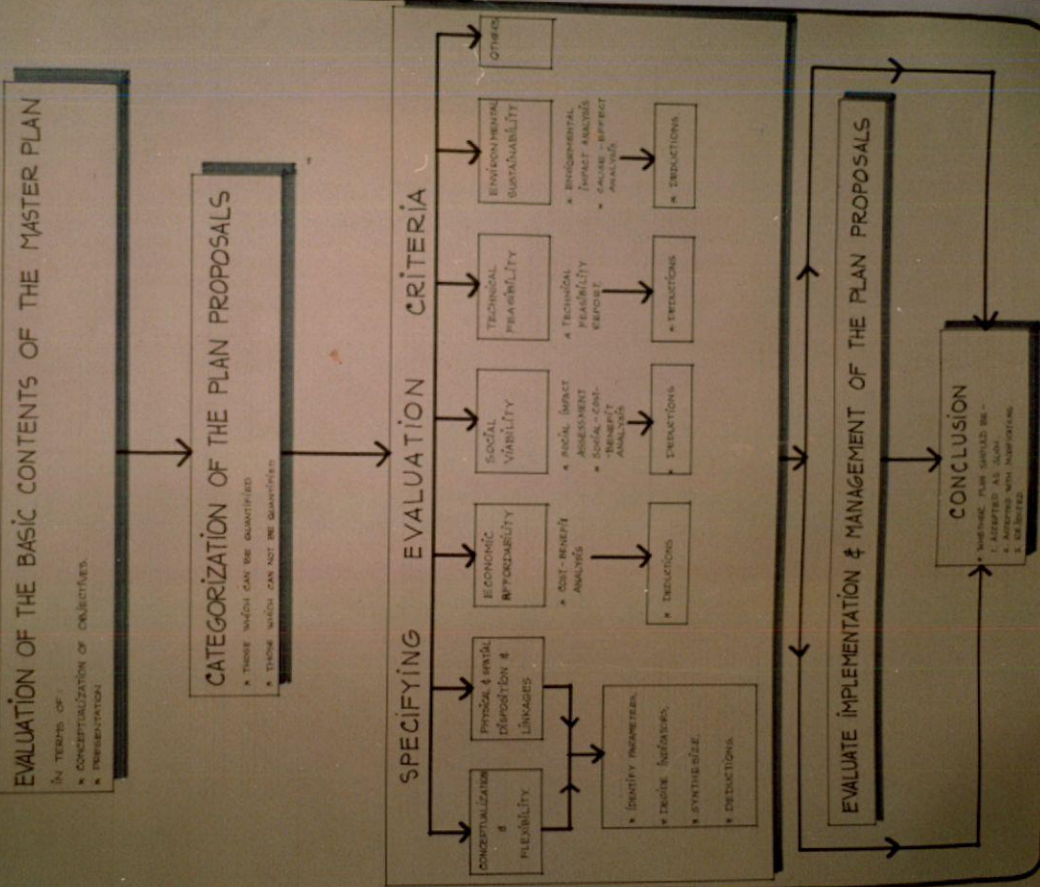 EVALUATION OF THE BASIC CONTENTS OF THE MASTER PLAN
IN TERMS OF:
* CONCEPTUALIZATION OF OBJECTIVES
* PRESENTATION
CATEGORIZATION OF THE PLAN PROPOSALS
* THOSE WHICH CAN BE QUANTIFIED
* THOSE WHICH CAN NOT BE QUANTIFIED
SPECIFYING EVALUATION CRITERIA
CONCEPTUALIZATION
&
FLEXIBILITY
PHYSICAL & SPATIAL
DISPOSITION &
LINKAGES
* IDENTIFY PARAMETERS,
* DECIDE INDICATORS,
* SYNTHESIZE,
* DEDUCTIONS
ECONOMIC
AFFORDABILITY
* COST-BENEFIT
ANALYSIS
* DEDUCTIONS
SOCIAL
VIABILITY
* SOCIAL IMPACT
ASSESSMENT
* SOCIAL-COST-
-BENEFIT
ANALYSIS
* DEDUCTIONS
TECHNICAL
FEASIBILITY
* TECHNICAL
FEASIBILITY
REPORT
* DEDUCTIONS
ENVIRONMENTAL
SUSTAINABILITY
* ENVIRONMENTAL
IMPACT ANALYSIS
* CAUSE-EFFECT
ANALYSIS
* DEDUCTIONS
OTHERS
EVALUATE IMPLEMENTATION & MANAGEMENT OF THE PLAN PROPOSALS
CONCLUSION
* WHETHER PLAN SHOULD BE -
1. ACCEPTED AS SUCH.
2. ACCEPTED WITH
3.